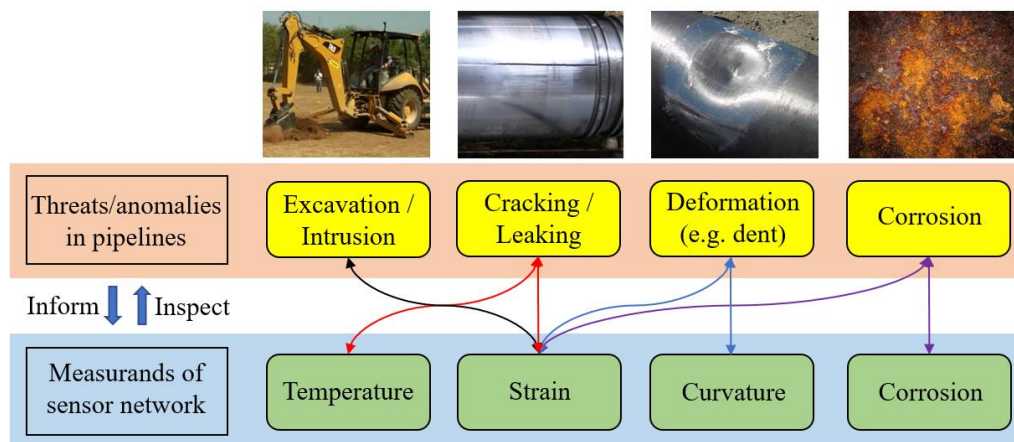 Threats/anomalies
in pipelines
Excavation /
Intrusion
Cracking /
Leaking
Deformation
(e.g. dent)
Corrosion
Inform
Inspect
Measurands of
sensor network
Temperature
Strain
Curvature
Corrosion